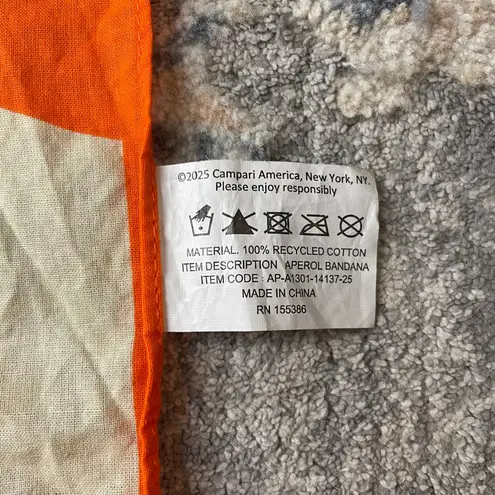 ©2025 Campari America, New York, NY.
Please enjoy responsibly
MATERIAL. 100% RECYCLED COTTON
ITEM DESCRIPTION APEROL BANDANA
ITEM CODE : AP-A1301-14137-25
MADE IN CHINA
RN 155386